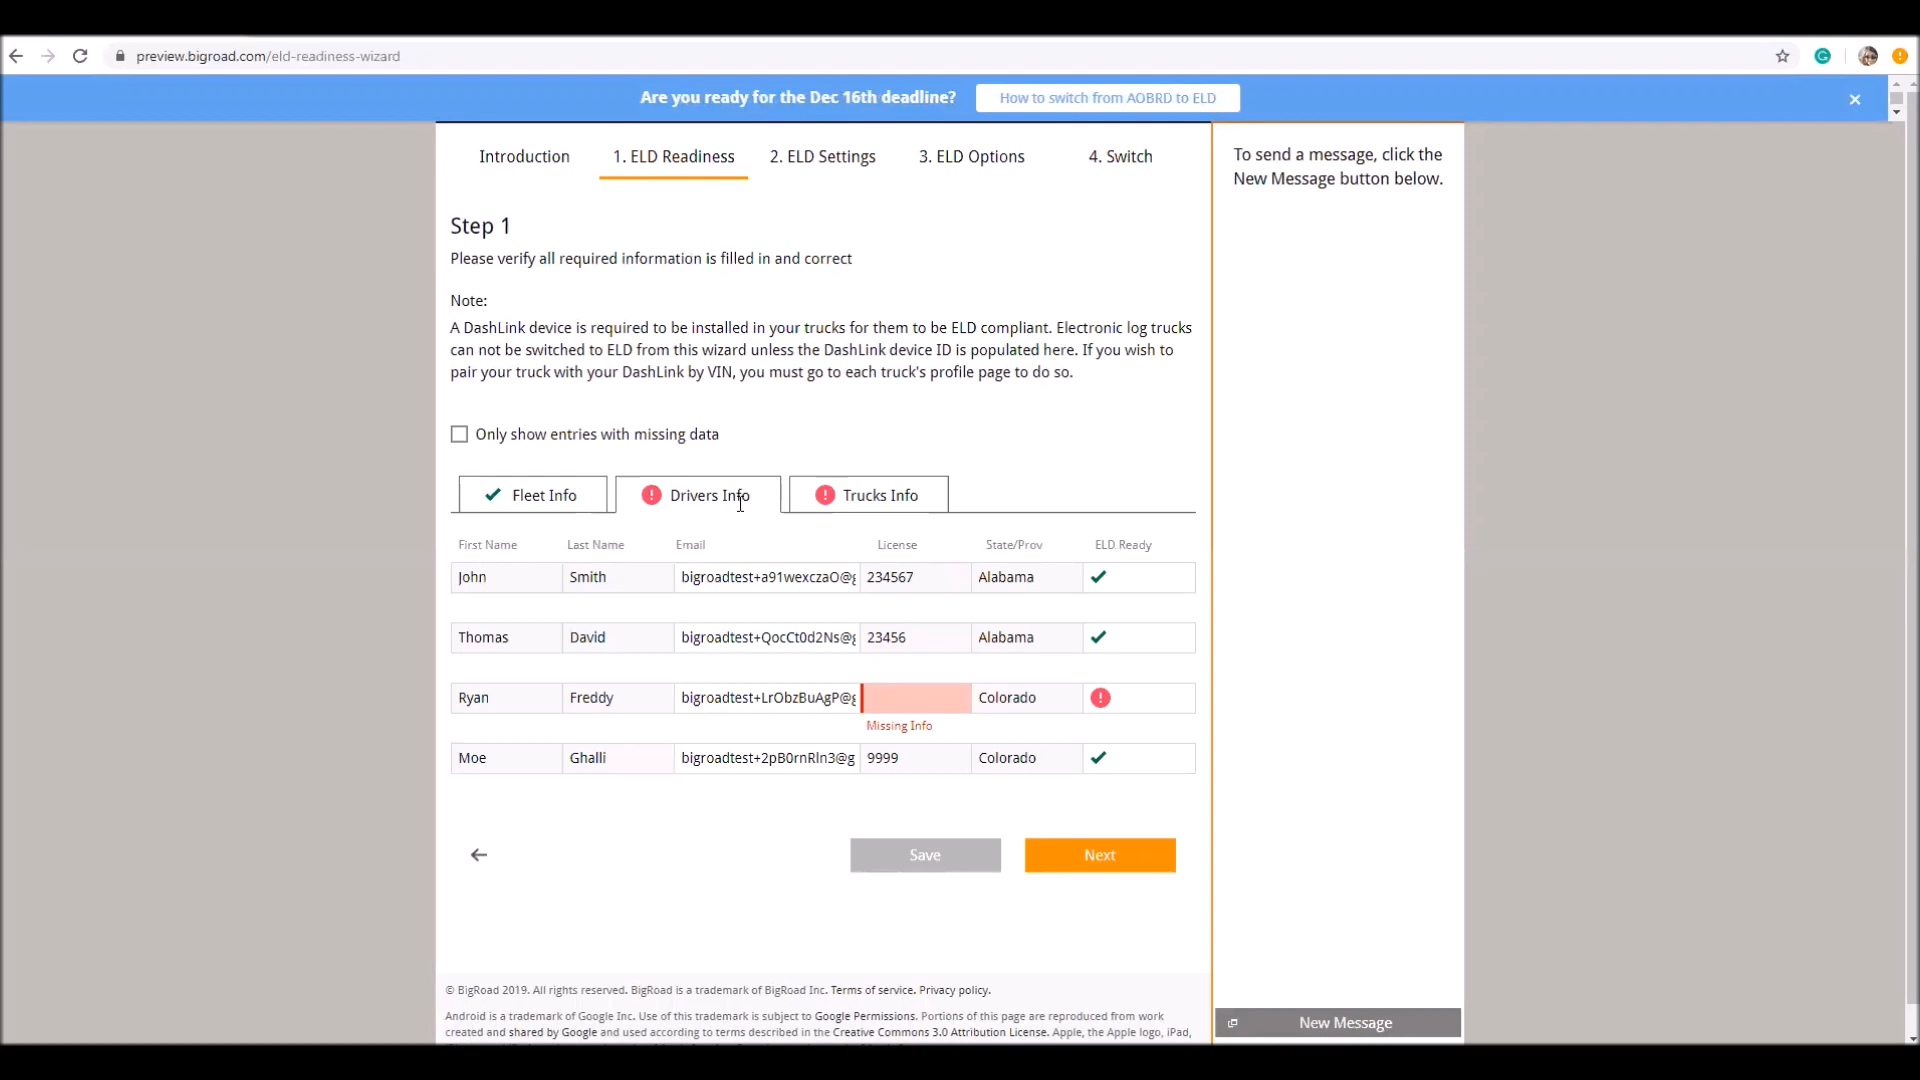 preview.bigroad.com/eld-readiness-wizard
Are you ready for the Dec 16th deadline? How to switch from AOBRD to ELD
Introduction 1. ELD Readiness 2. ELD Settings 3. ELD Options 4. Switch
To send a message, click the
New Message button below.
Step 1
Please verify all required information is filled in and correct
Note:
A DashLink device is required to be installed in your trucks for them to be ELD compliant. Electronic log trucks
can not be switched to ELD from this wizard unless the DashLink device ID is populated here. If you wish to
pair your truck with your DashLink by VIN, you must go to each truck's profile page to do so.
Only show entries with missing data
Fleet Info Drivers Info Trucks Info
First Name Last Name Email License State/Prov ELD Ready
John Smith bigroadtest+a91wexczaO@g 234567 Alabama
Thomas David bigroadtest+QocCt0d2Ns@g 23456 Alabama
Ryan Freddy bigroadtest+LrObzBuAgP@g Colorado
Missing Info
Moe Ghalli bigroadtest+2pB0rnRln3@g 9999 Colorado
Save Next
© BigRoad 2019. All rights reserved. BigRoad is a trademark of BigRoad Inc. Terms of service. Privacy policy.
Android is a trademark of Google Inc. Use of this trademark is subject to Google Permissions. Portions of this page are reproduced from work
created and shared by Google and used according to terms described in the Creative Commons 3.0 Attribution License. Apple, the Apple logo, iPad,
New Message